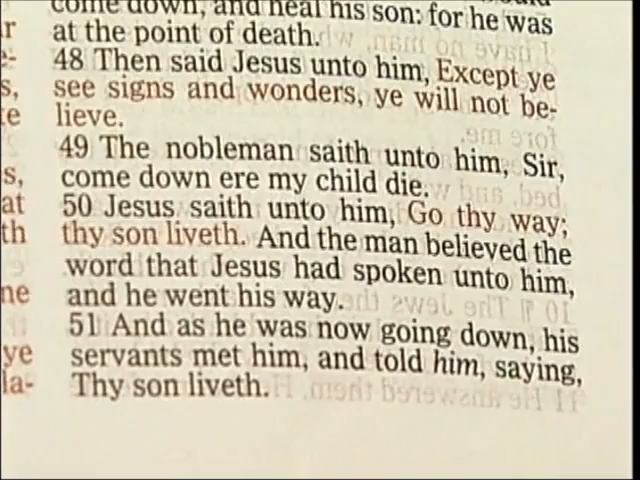 come down, and heal his son: for he was
at the point of death.
48 Then said Jesus unto him, Except ye
see signs and wonders, ye will not be-
lieve.
49 The nobleman saith unto him, Sir,
come down ere my child die.
50 Jesus saith unto him, Go thy way;
thy son liveth. And the man believed the
word that Jesus had spoken unto him,
and he went his way.
51 And as he was now going down, his
servants met him, and told him, saying,
Thy son liveth.